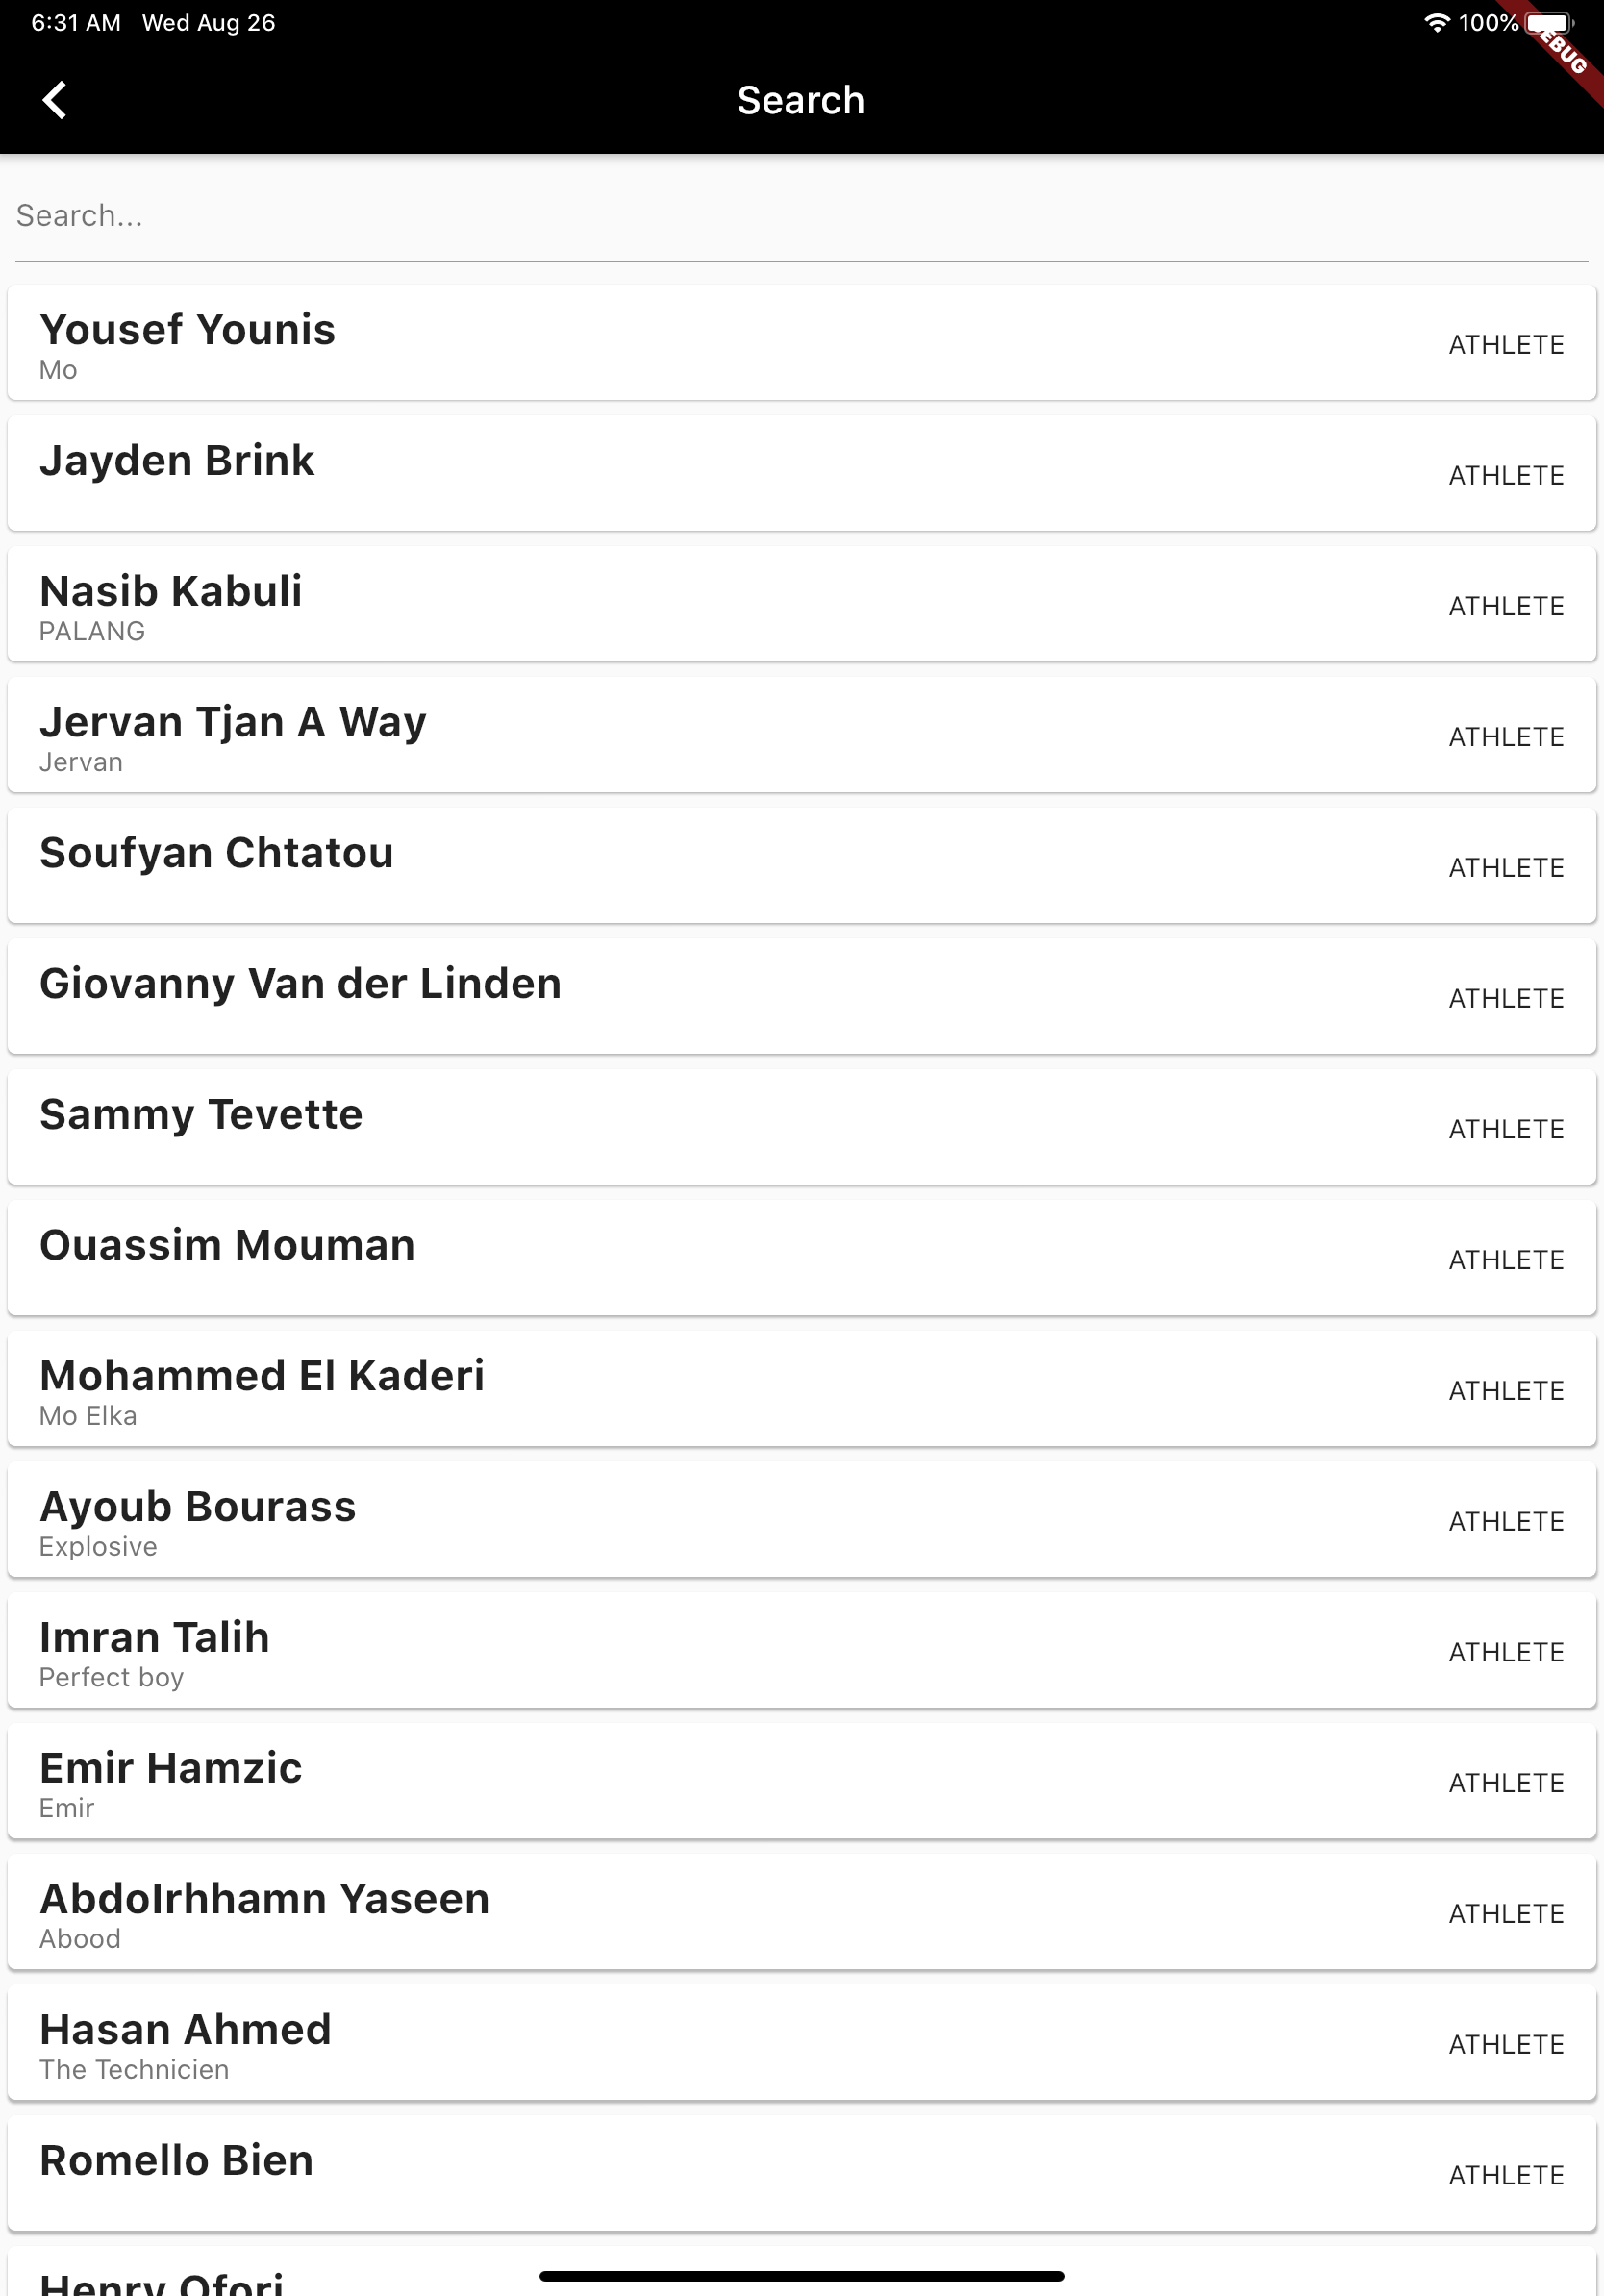 6:31 AM Wed Aug 26 100%
EBUG
Search
Search...
Yousef Younis
Mo
ATHLETE
Jayden Brink
ATHLETE
Nasib Kabuli
PALANG
ATHLETE
Jervan Tjan A Way
Jervan
ATHLETE
Soufyan Chtatou
ATHLETE
Giovanny Van der Linden
ATHLETE
Sammy Tevette
ATHLETE
Ouassim Mouman
ATHLETE
Mohammed El Kaderi
Mo Elka
ATHLETE
Ayoub Bourass
Explosive
ATHLETE
Imran Talih
Perfect boy
ATHLETE
Emir Hamzic
Emir
ATHLETE
Abdolrhhamn Yaseen
Abood
ATHLETE
Hasan Ahmed
The Technicien
ATHLETE
Romello Bien
ATHLETE
Henry Ofori